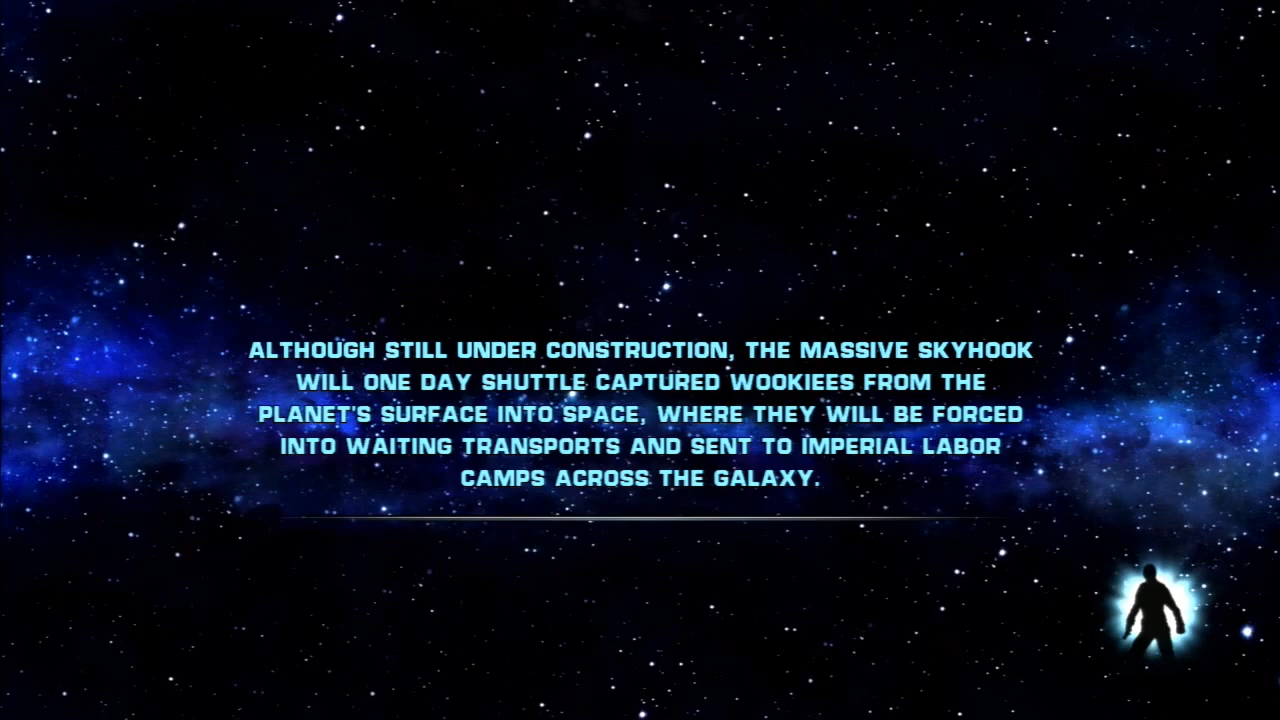 ALTHOUGH STILL UNDER CONSTRUCTION, THE MASSIVE SKYHOOK
WILL ONE DAY SHUTTLE CAPTURED WOOKIEES FROM THE
PLANET'S SURFACE INTO SPACE, WHERE THEY WILL BE FORCED
INTO WAITING TRANSPORTS AND SENT TO IMPERIAL LABOR
CAMPS ACROSS THE GALAXY.